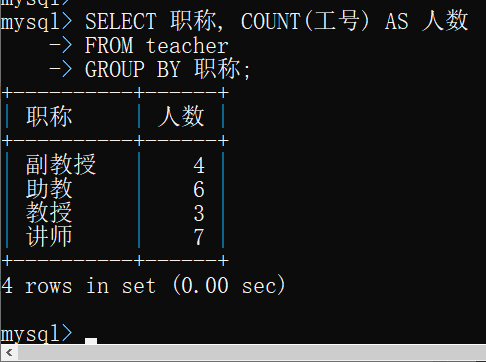 mysql>
mysql> SELECT 职称, COUNT(工号) AS 人数
    -> FROM teacher
    -> GROUP BY 职称;
+----------+------+
| 职称     | 人数 |
+----------+------+
| 副教授   |    4 |
| 助教     |    6 |
| 教授     |    3 |
| 讲师     |    7 |
+----------+------+
4 rows in set (0.00 sec)
mysql>